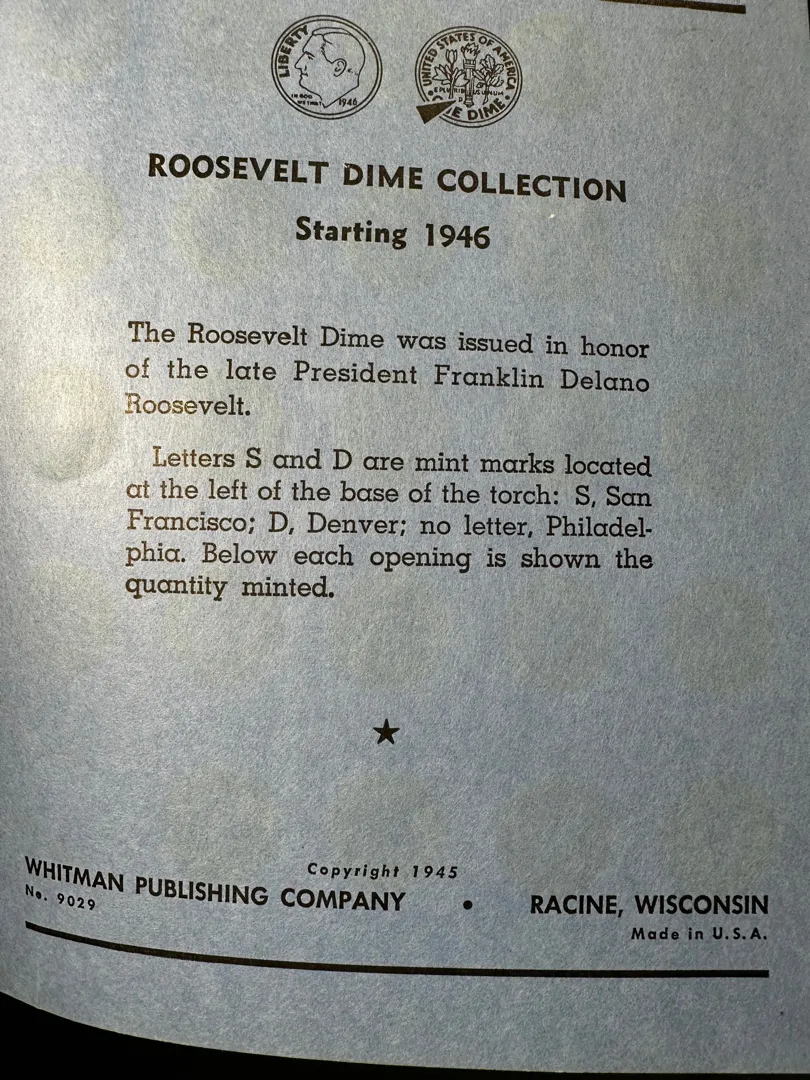 LIBERTY
IN GOD
WE TRUST
1946
UNITED STATES OF AMERICA
E PLURIBUS UNUM
D
DIME
ROOSEVELT DIME COLLECTION
Starting 1946
The Roosevelt Dime was issued in honor
of the late President Franklin Delano
Roosevelt.
Letters S and D are mint marks located
at the left of the base of the torch: S, San
Francisco; D, Denver; no letter, Philadel-
phia. Below each opening is shown the
quantity minted.
Copyright 1945
WHITMAN PUBLISHING COMPANY • RACINE, WISCONSIN
No. 9029
Made in U.S.A.